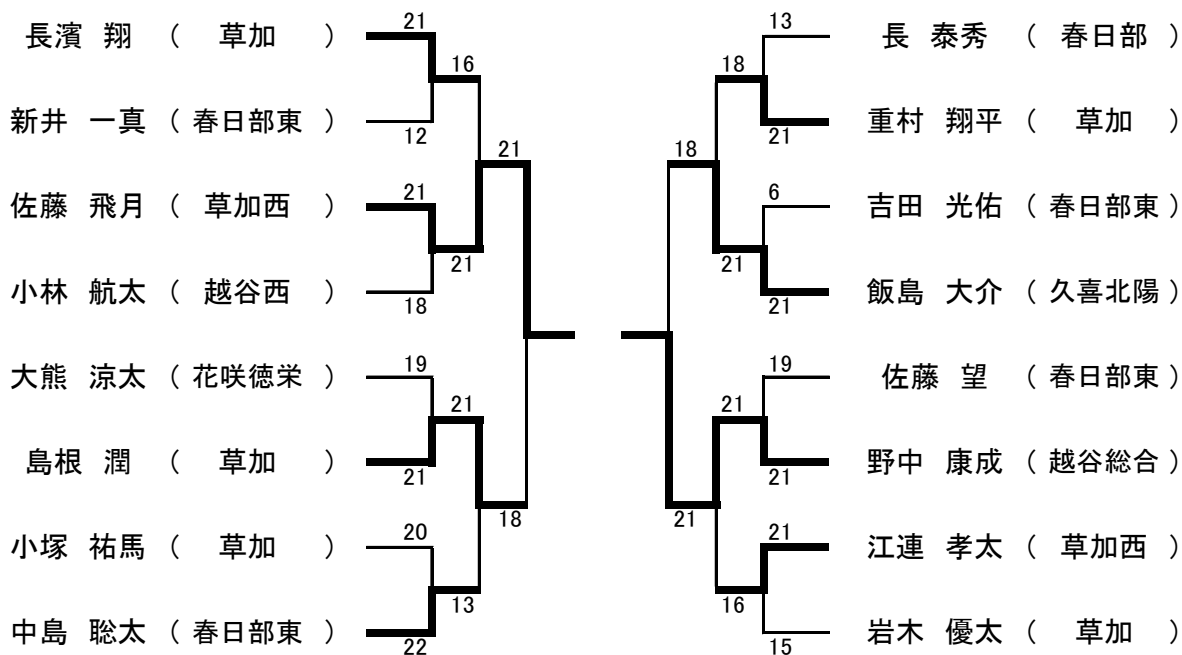 21
長濱 翔 ( 草加 )
16
新井 一真 ( 春日部東 )
12
21
21
佐藤 飛月 ( 草加西 )
21
小林 航太 ( 越谷西 )
18
19
大熊 涼太 ( 花咲徳栄 )
21
島根 潤 ( 草加 )
21
18
20
小塚 祐馬 ( 草加 )
13
中島 聡太 ( 春日部東 )
22
13
長 泰秀 ( 春日部 )
18
重村 翔平 ( 草加 )
21
18
6
吉田 光佑 ( 春日部東 )
21
飯島 大介 ( 久喜北陽 )
21
19
佐藤 望 ( 春日部東 )
21
野中 康成 ( 越谷総合 )
21
21
21
江連 孝太 ( 草加西 )
16
岩木 優太 ( 草加 )
15